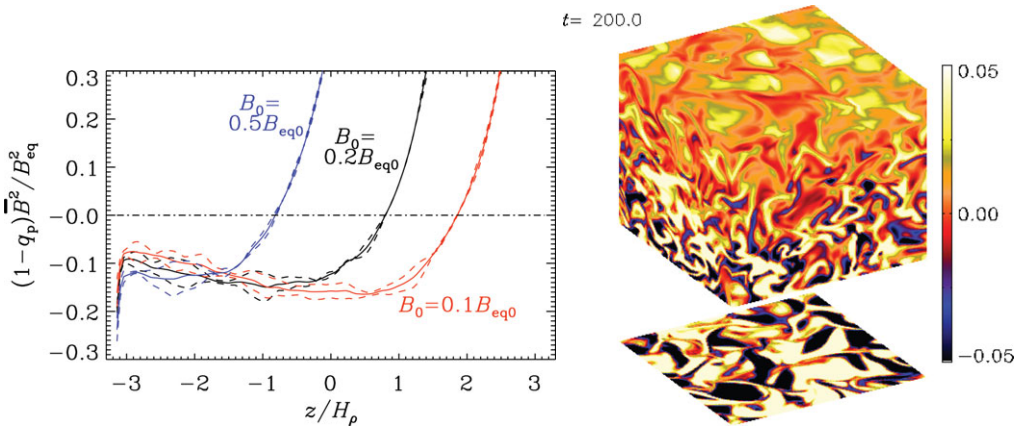 t= 200.0
0.3
0.2
0.1
-0.0
-0.1
-0.2
-0.3
(1-qₚ)B̅²/B²eq
B₀=
0.5Beq0
B₀=
0.2Beq0
B₀=0.1Beq0
-3
-2
-1
0
1
2
3
z/Hρ
0.05
0.00
-0.05